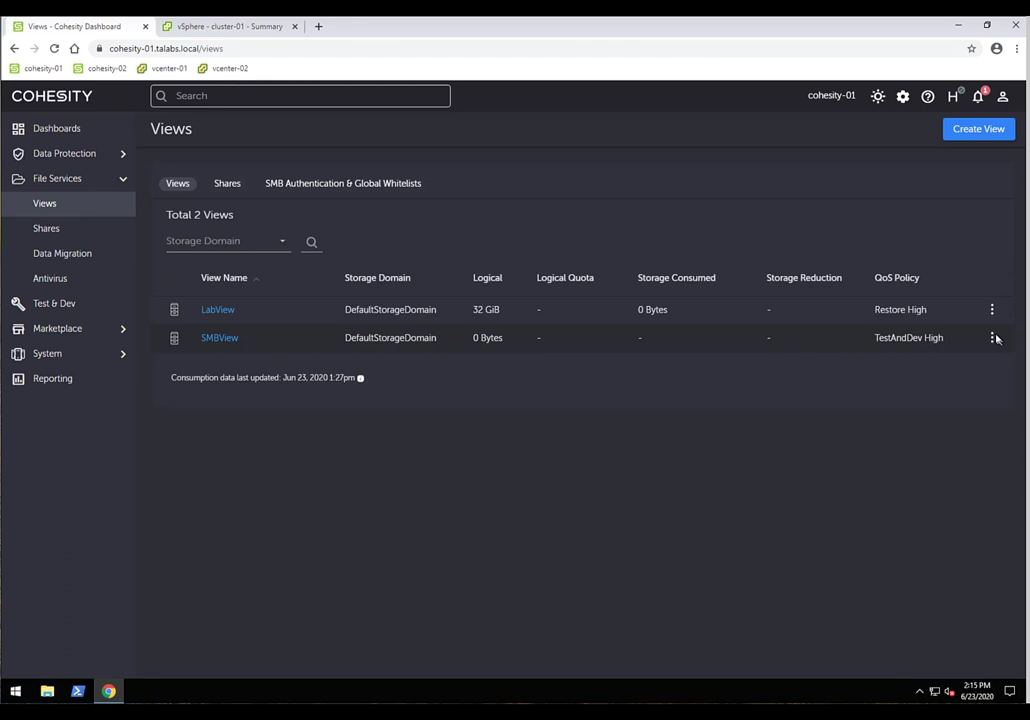 Views - Cohesity Dashboard
vSphere - cluster-01 - Summary
cohesity-01.talabs.local/views
cohesity-01
cohesity-02
vcenter-01
vcenter-02
COHESITY
Search
cohesity-01
H
1
Dashboards
Data Protection
File Services
Views
Shares
Data Migration
Antivirus
Test & Dev
Marketplace
System
Reporting
Views
Create View
Views Shares SMB Authentication & Global Whitelists
Total 2 Views
Storage Domain
View Name Storage Domain Logical Logical Quota Storage Consumed Storage Reduction QoS Policy
LabView DefaultStorageDomain 32 GiB - 0 Bytes - Restore High
SMBView DefaultStorageDomain 0 Bytes - - - TestAndDev High
Consumption data last updated: Jun 23, 2020 1:27pm
2:15 PM
6/23/2020